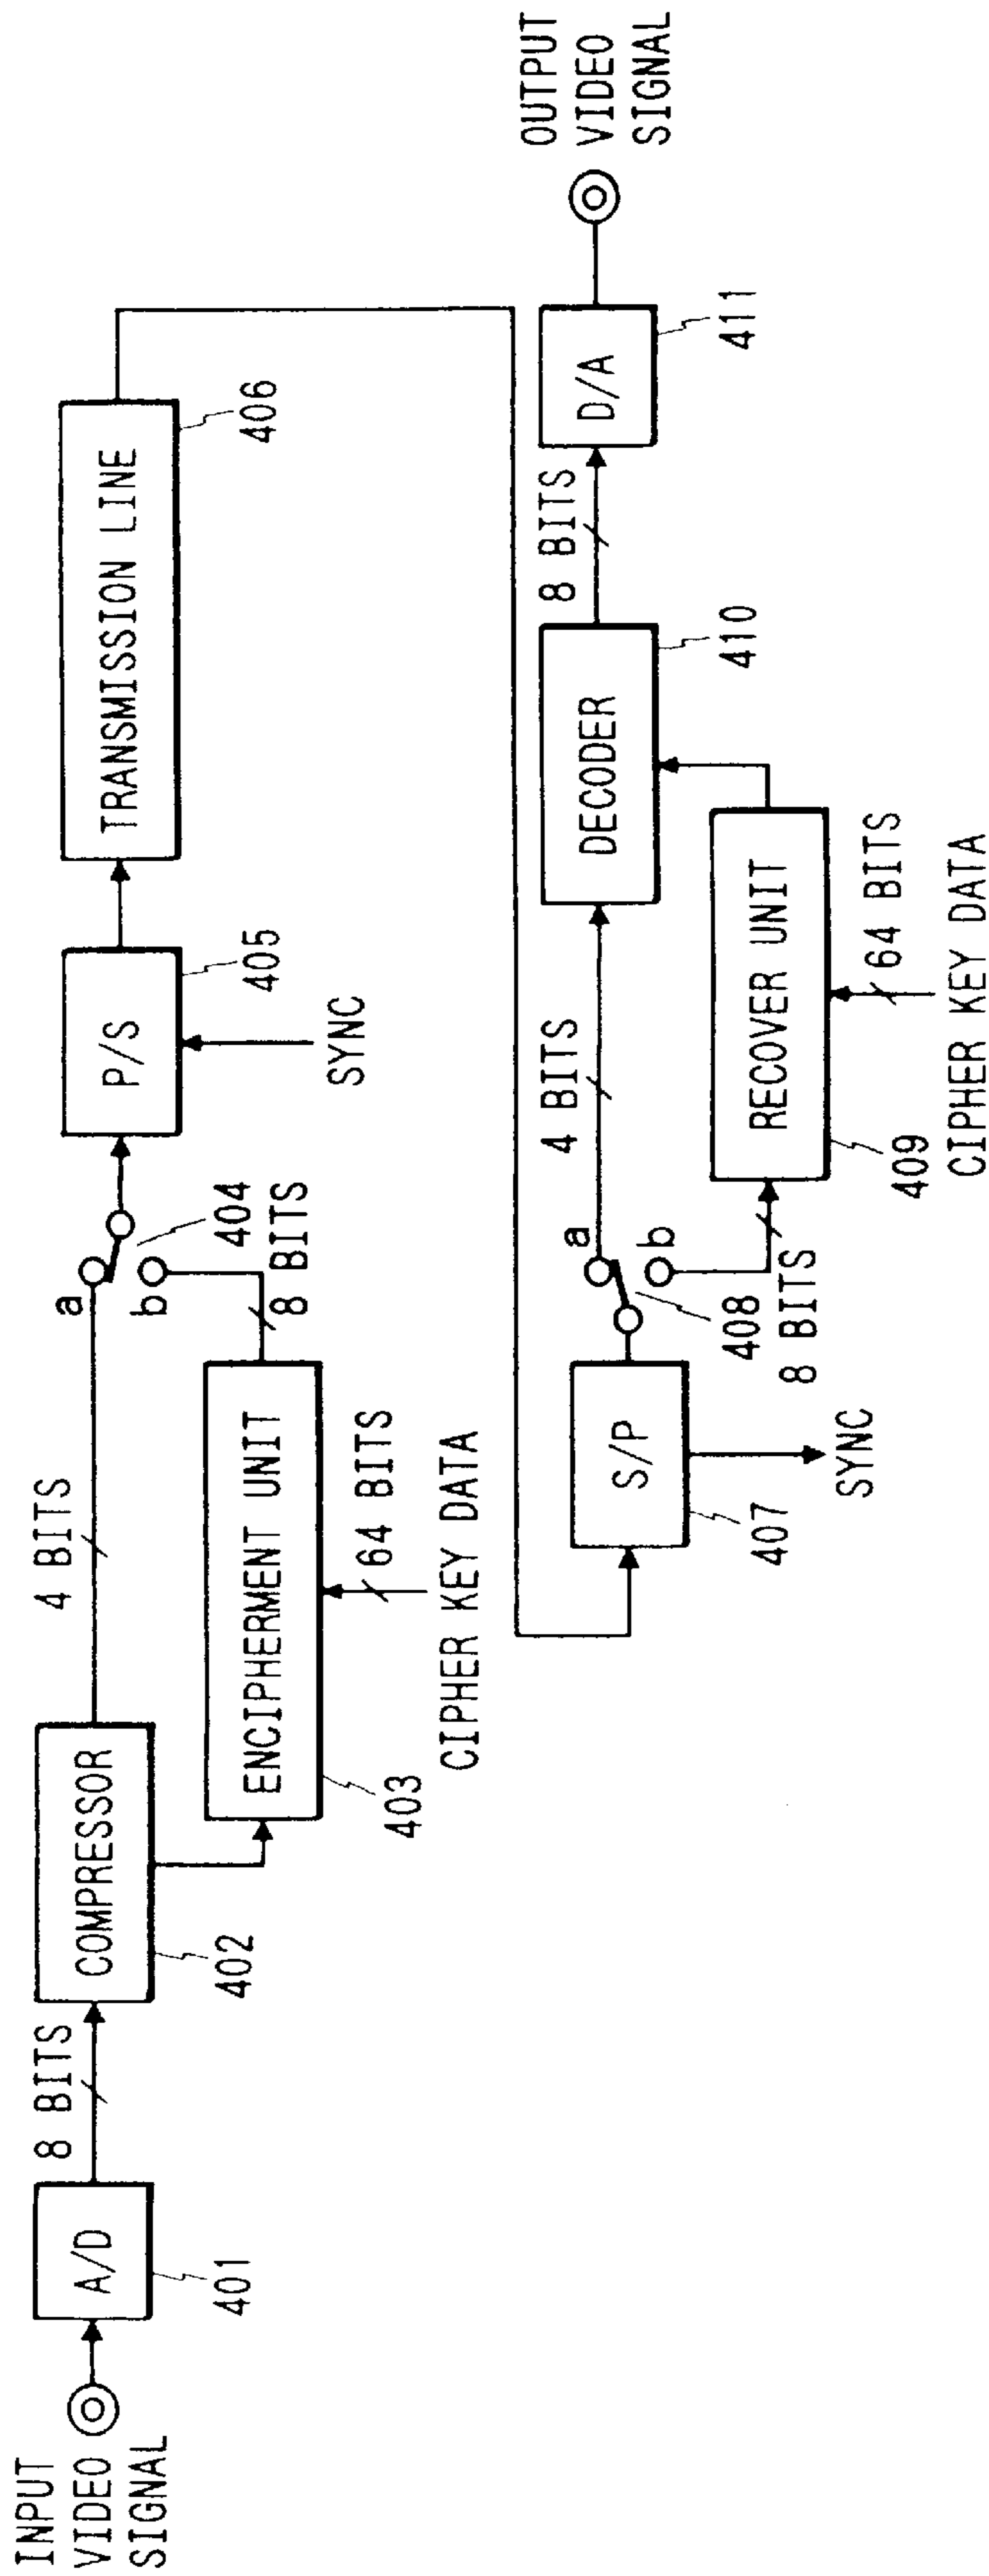 INPUT
VIDEO
SIGNAL
A/D
401
8 BITS
COMPRESSOR
402
4 BITS
ENCIPHERMENT UNIT
403
64 BITS
CIPHER KEY DATA
8 BITS
a
b
404
P/S
405
SYNC
TRANSMISSION LINE
406
S/P
407
SYNC
408
a
b
8 BITS
4 BITS
RECOVER UNIT
409
64 BITS
CIPHER KEY DATA
DECODER
410
8 BITS
D/A
411
OUTPUT
VIDEO
SIGNAL